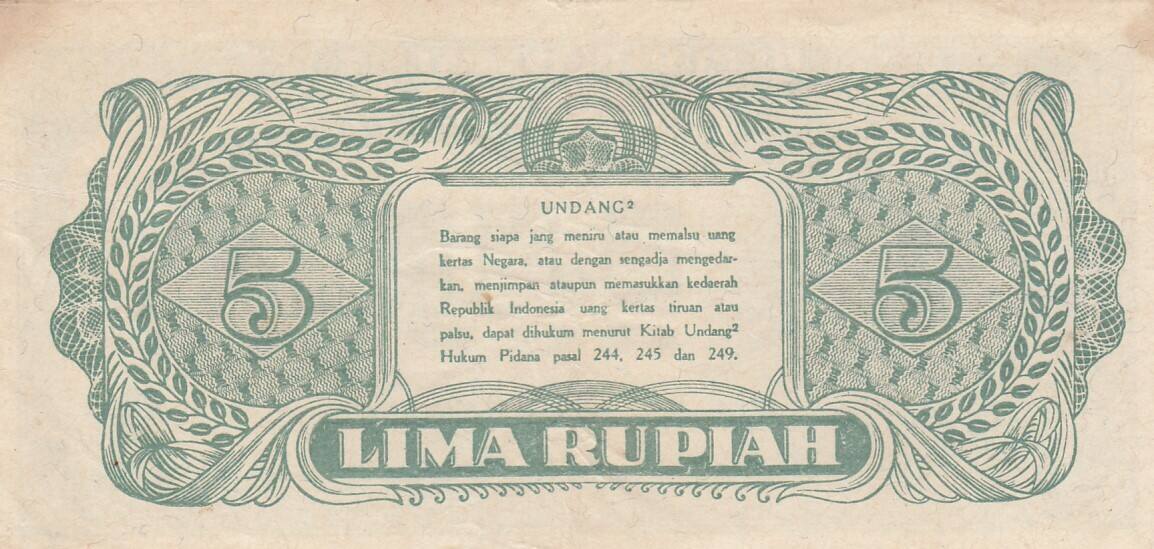 UNDANG²
Barang siapa jang meniru atau memalsu uang
kertas Negara, atau dengan sengadja mengedar-
kan, menjimpan ataupun memasukkan kedaerah
Republik Indonesia uang kertas tiruan atau
palsu, dapat dihukum menurut Kitab Undang²
Hukum Pidana pasal 244, 245 dan 249.
5
5
LIMA RUPIAH